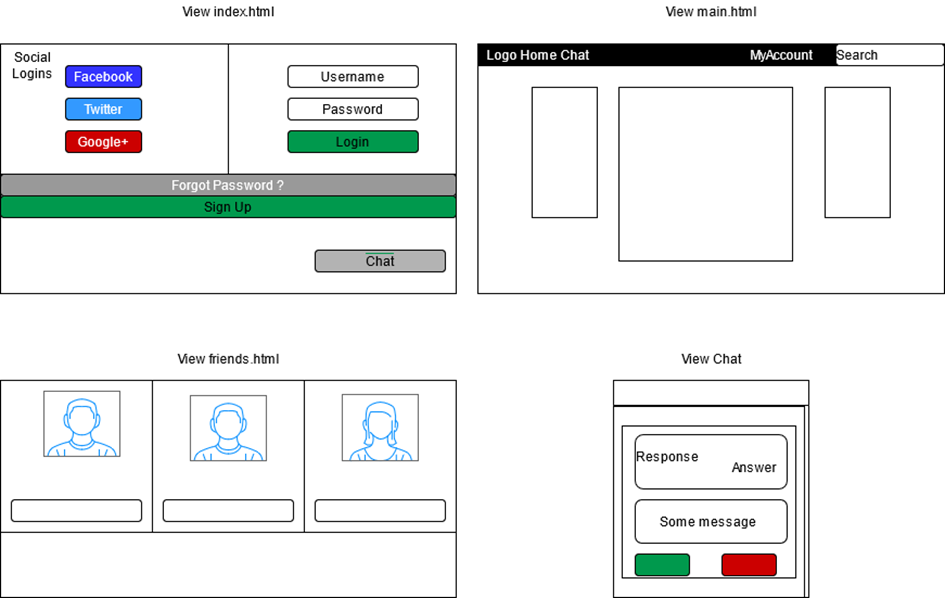 View index.html
Social
Logins
Facebook
Twitter
Google+
Username
Password
Login
Forgot Password ?
Sign Up
Chat
View main.html
Logo Home Chat
MyAccount
Search
View friends.html
View Chat
Response
Answer
Some message